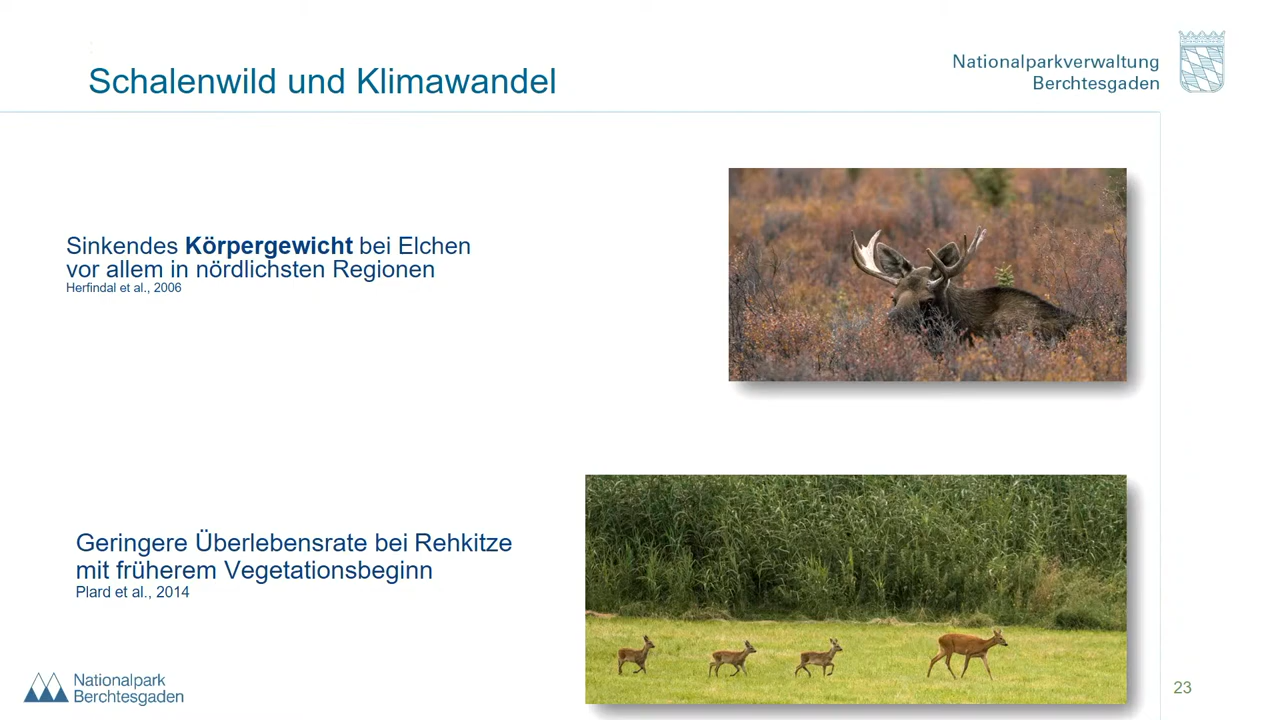 Schalenwild und Klimawandel
Nationalparkverwaltung
Berchtesgaden
Sinkendes Körpergewicht bei Elchen
vor allem in nördlichsten Regionen
Herfindal et al., 2006
Geringere Überlebensrate bei Rehkitze
mit früherem Vegetationsbeginn
Plard et al., 2014
Nationalpark
Berchtesgaden
23